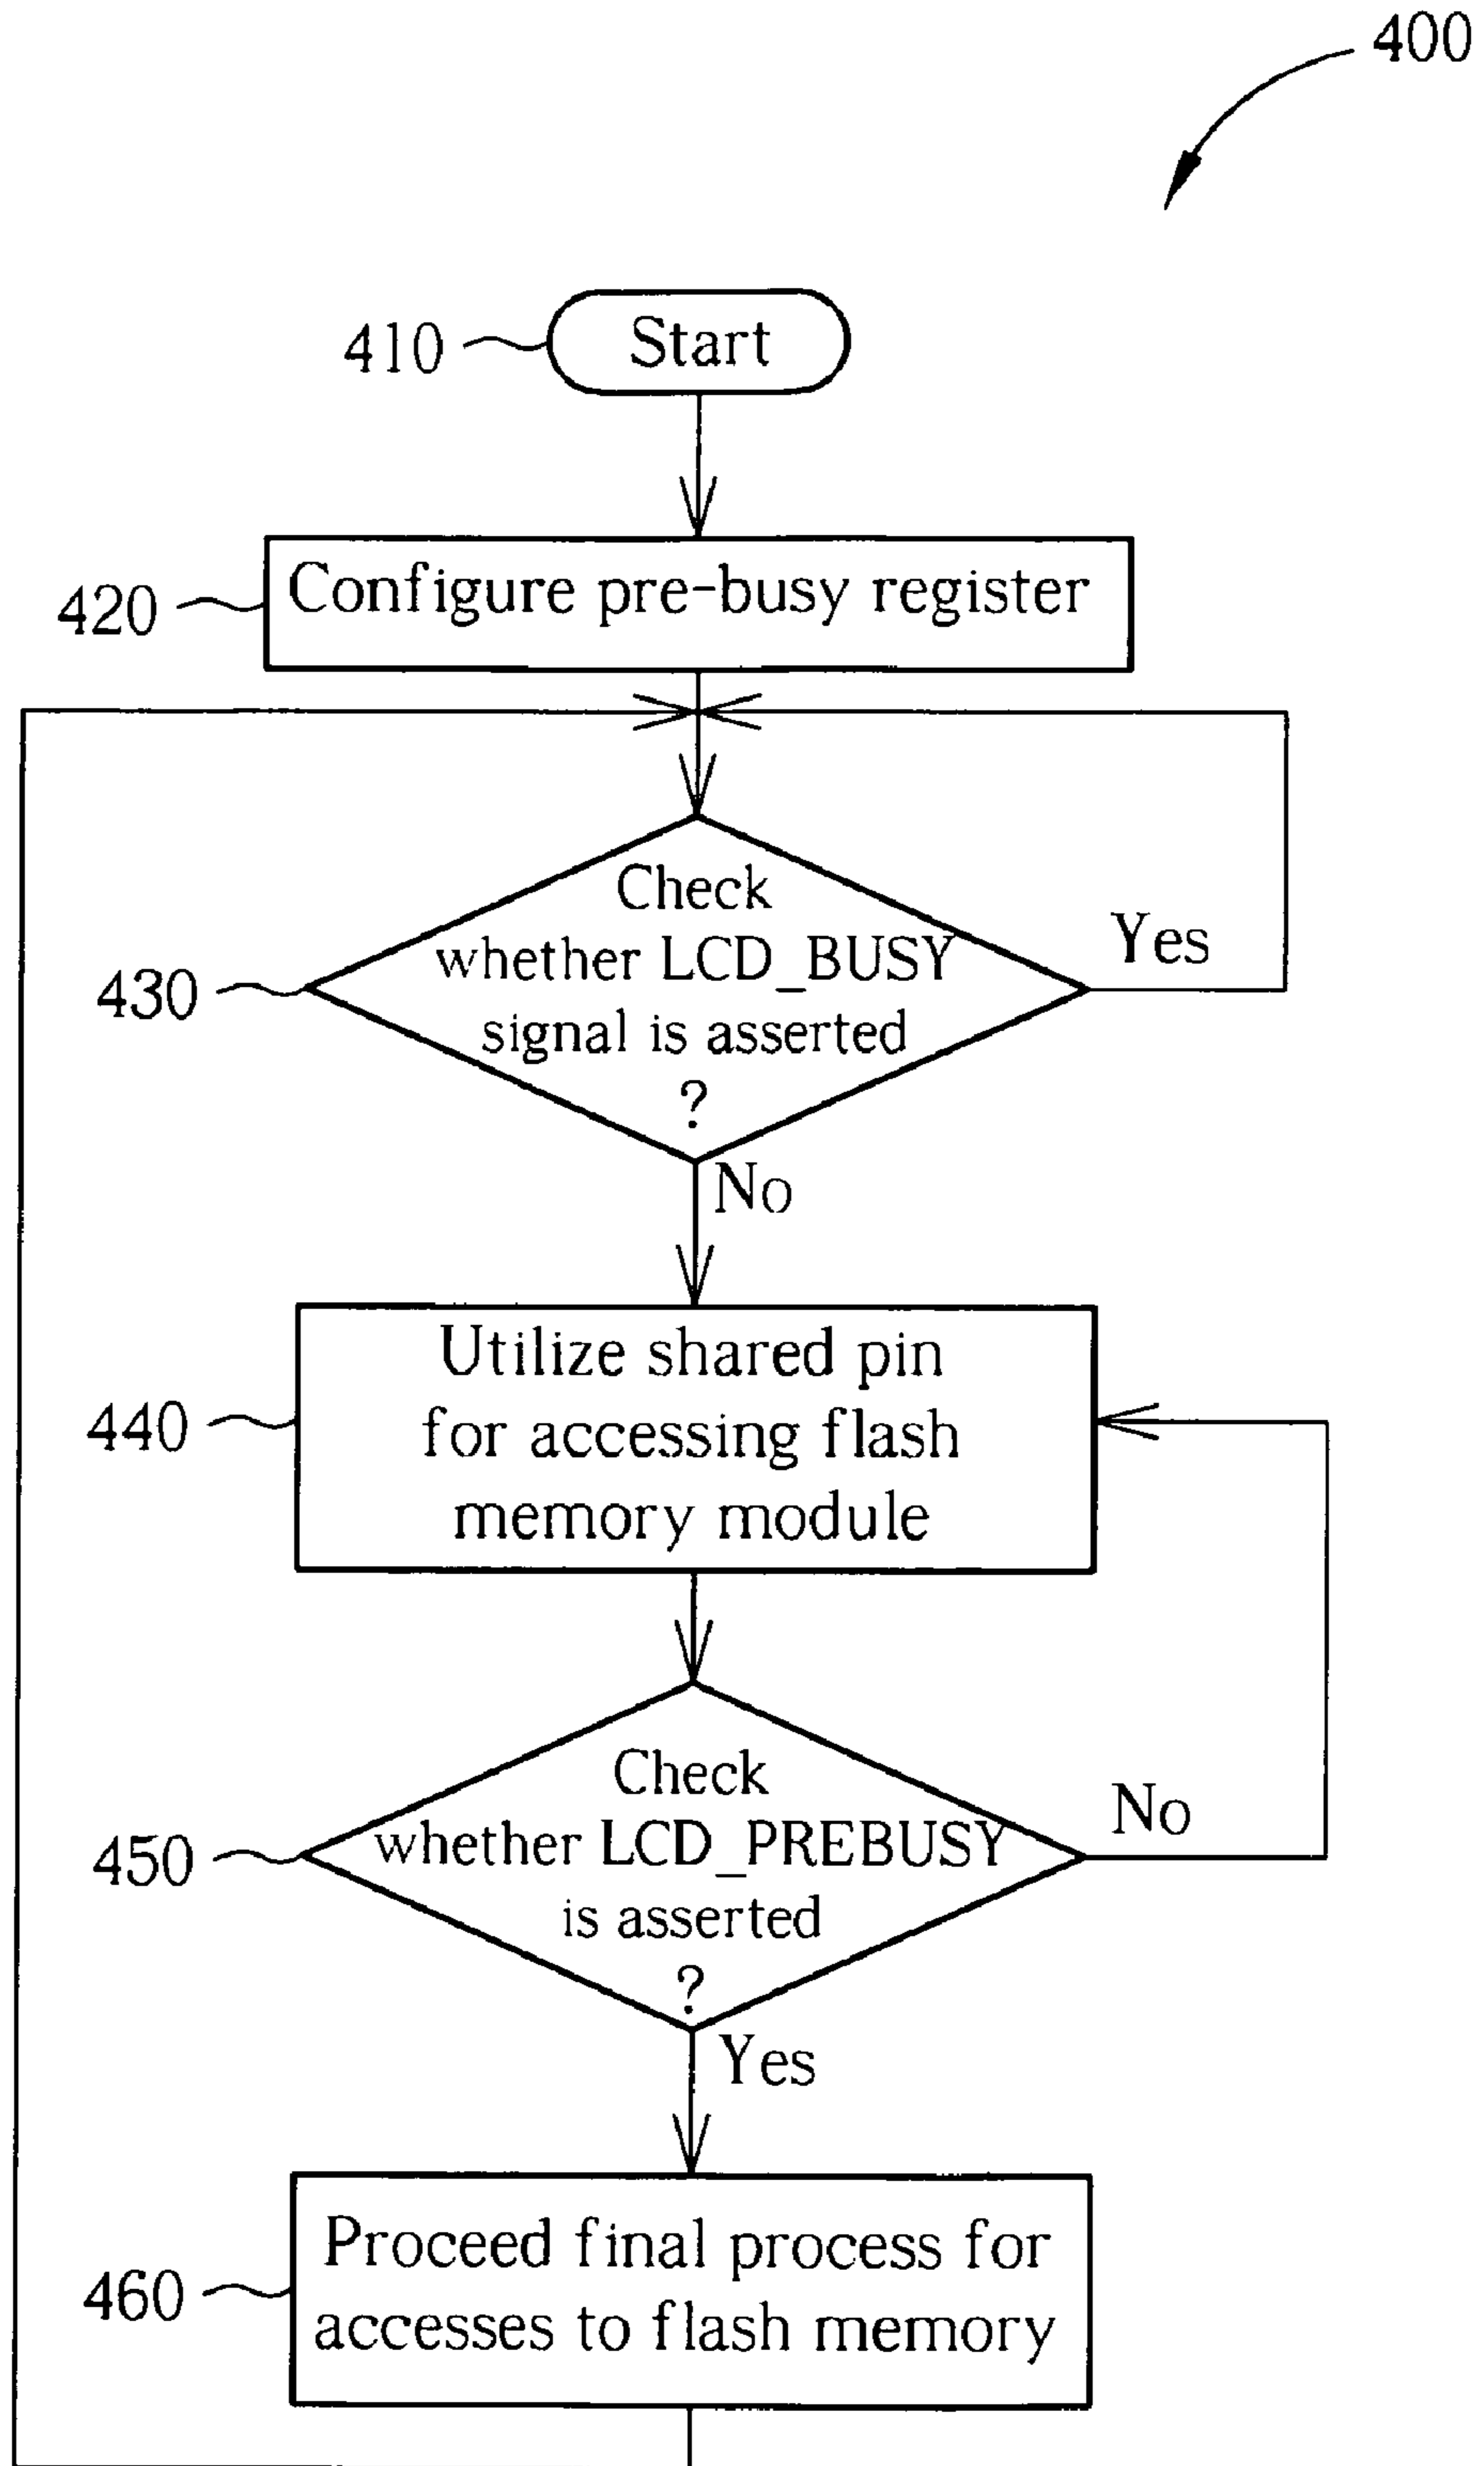 400
410
Start
420
Configure pre-busy register
Check
whether LCD_BUSY
signal is asserted
?
430
Yes
No
440
Utilize shared pin
for accessing flash
memory module
Check
whether LCD_PREBUSY
is asserted
?
450
No
Yes
460
Proceed final process for
accesses to flash memory